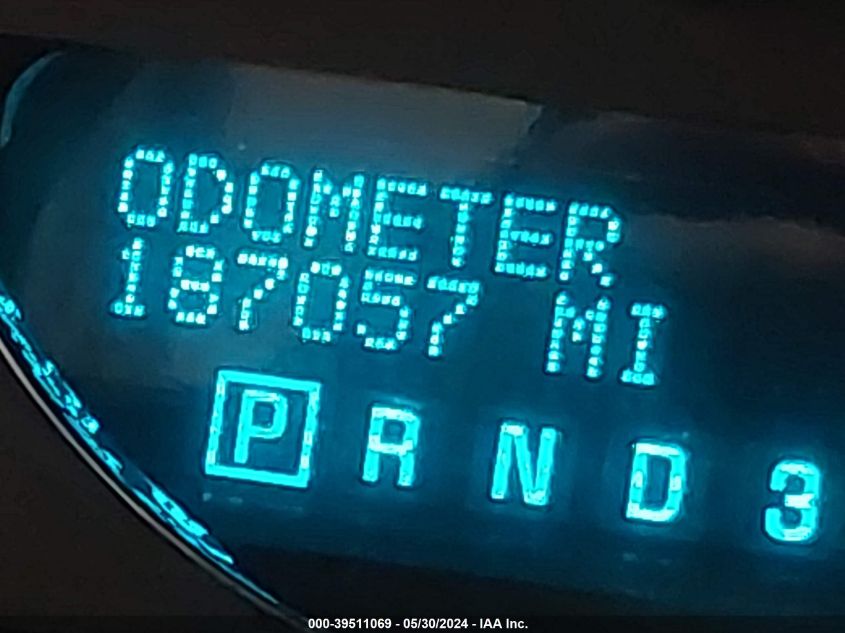 ODOMETER
187057 MI
P R N D 3
000-39511069 - 05/30/2024 - IAA Inc.